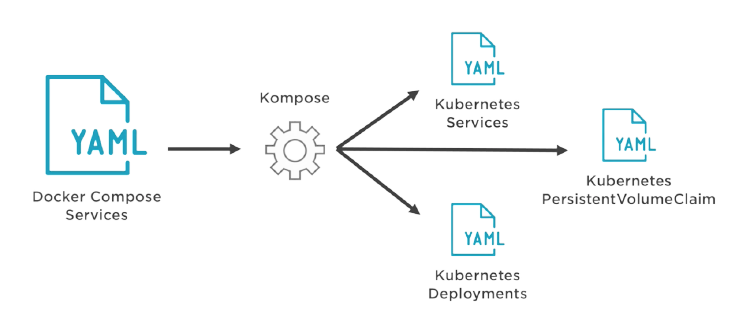 YAML
Docker Compose
Services
Kompose
YAML
Kubernetes
Services
YAML
Kubernetes
PersistentVolumeClaim
YAML
Kubernetes
Deployments